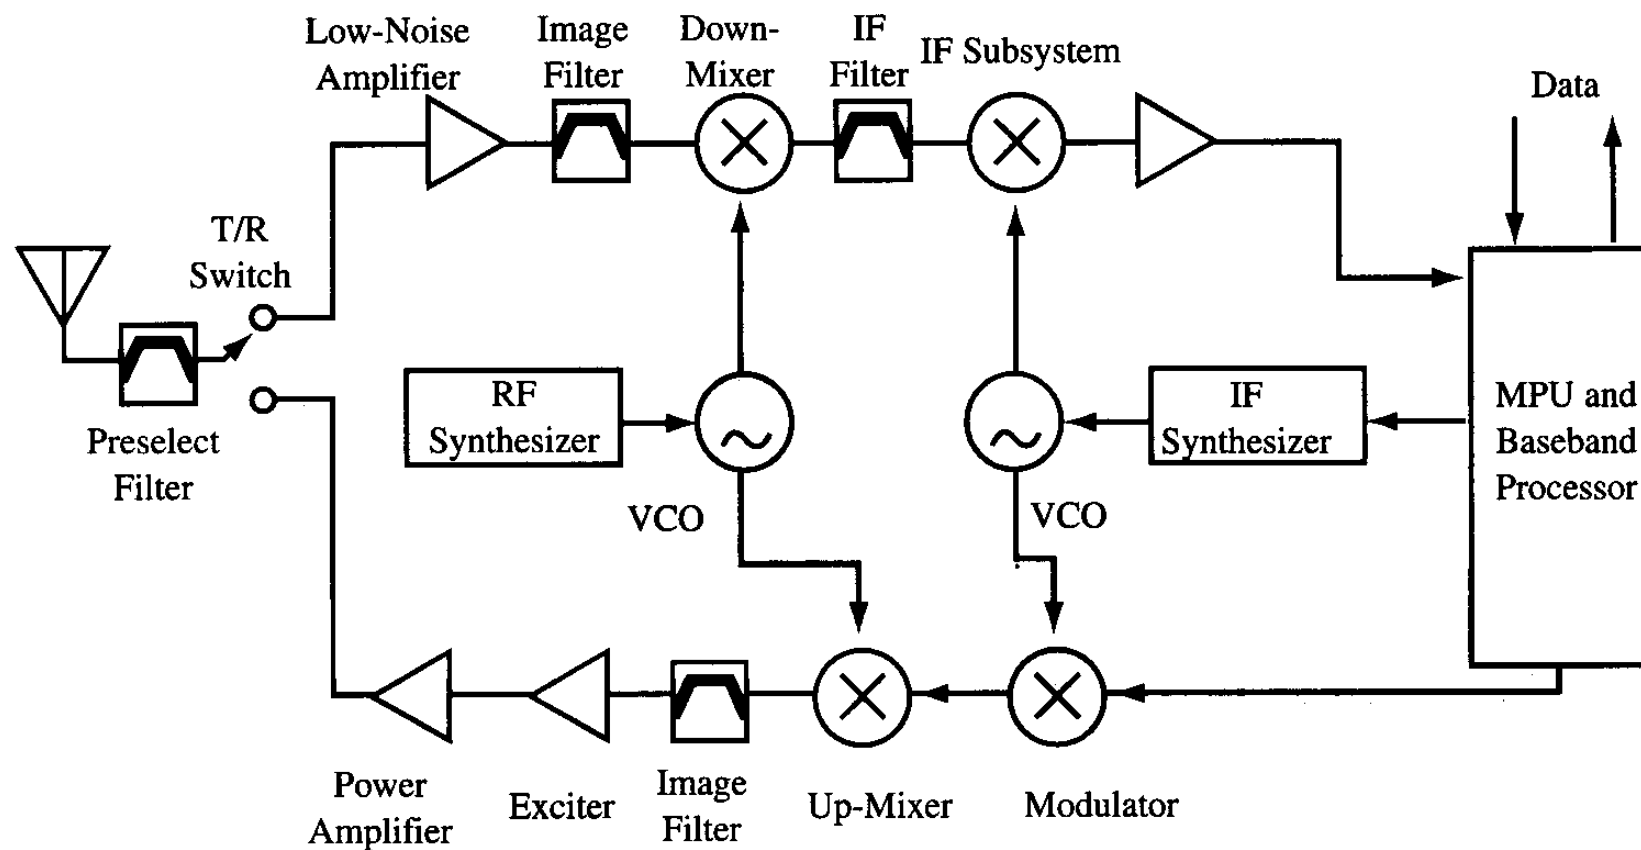 Low-Noise
Amplifier
Image
Filter
Down-
Mixer
IF
Filter
IF Subsystem
Data
T/R
Switch
Preselect
Filter
RF
Synthesizer
VCO
IF
Synthesizer
VCO
MPU and
Baseband
Processor
Power
Amplifier
Exciter
Image
Filter
Up-Mixer
Modulator